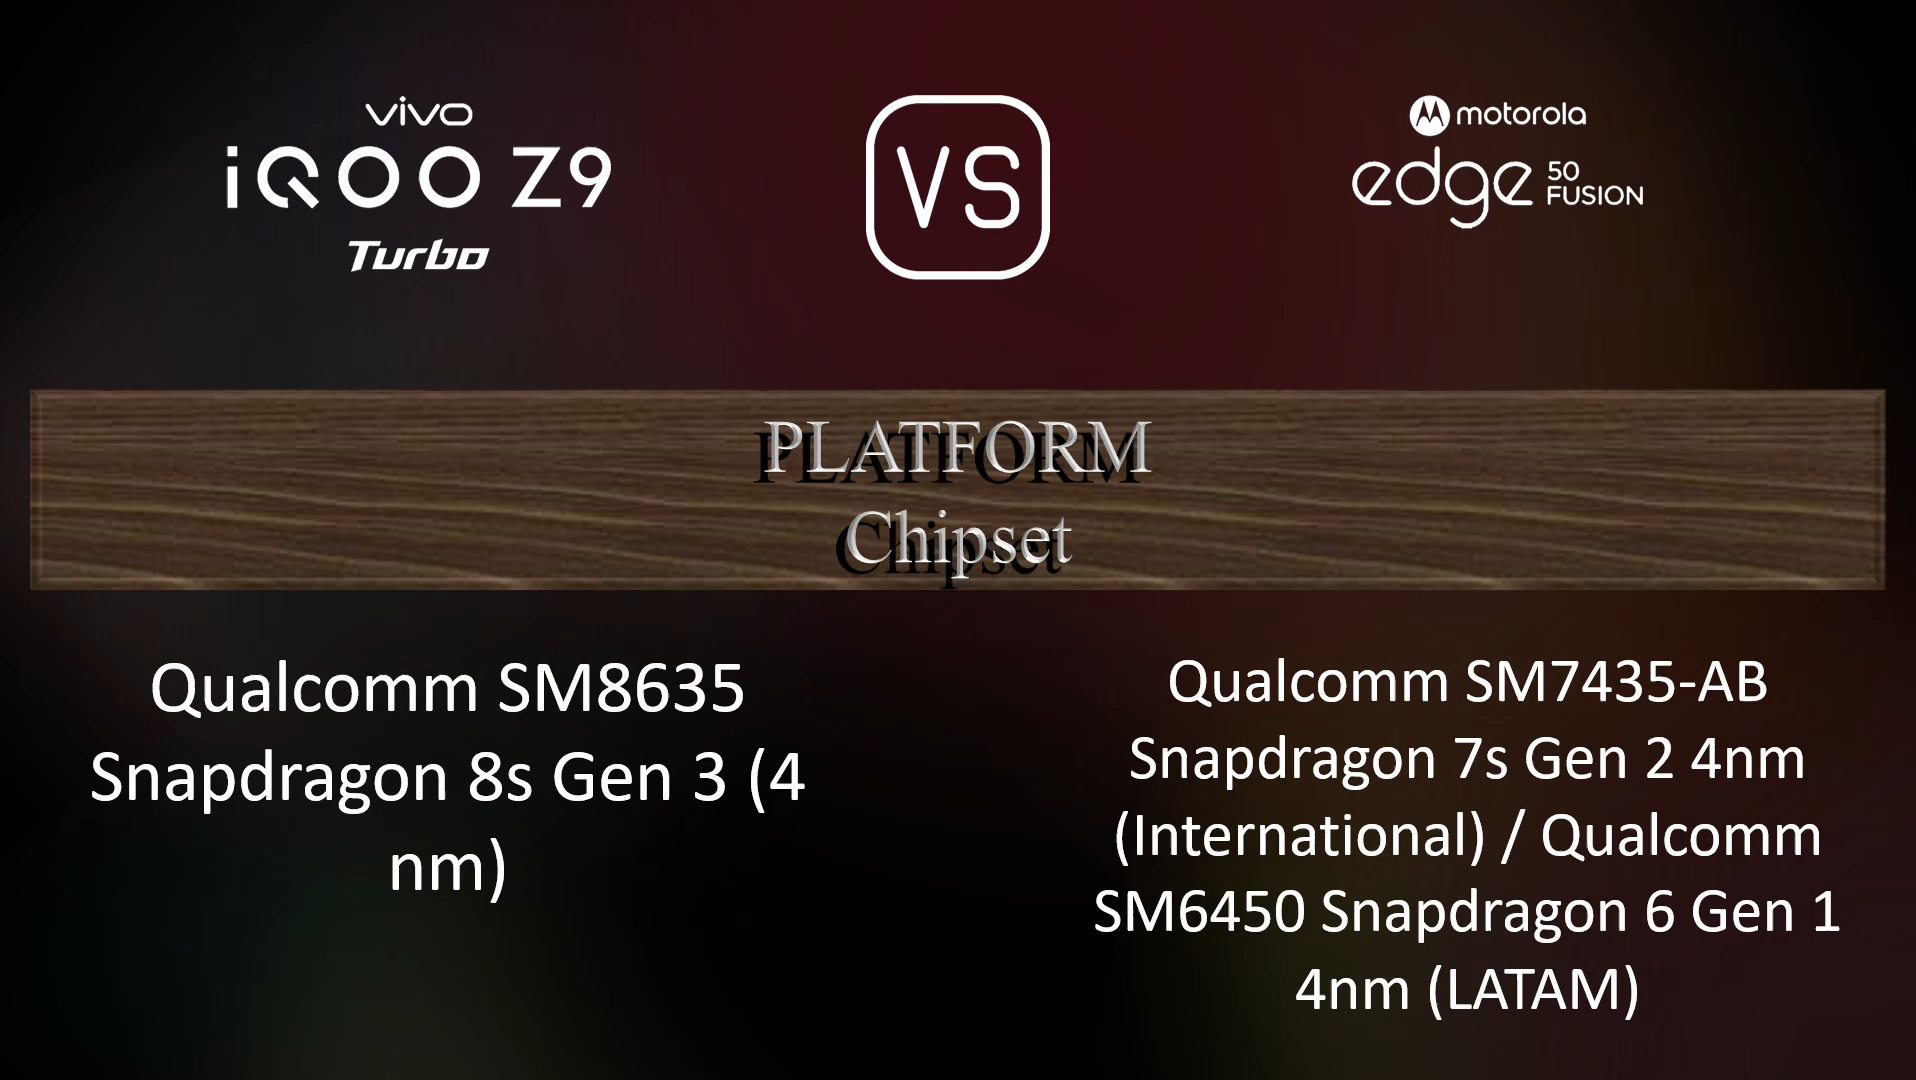 vivo
iQOO Z9
Turbo
VS
motorola
edge 50 FUSION
PLATFORM
Chipset
Qualcomm SM8635
Snapdragon 8s Gen 3 (4
nm)
Qualcomm SM7435-AB
Snapdragon 7s Gen 2 4nm
(International) / Qualcomm
SM6450 Snapdragon 6 Gen 1
4nm (LATAM)